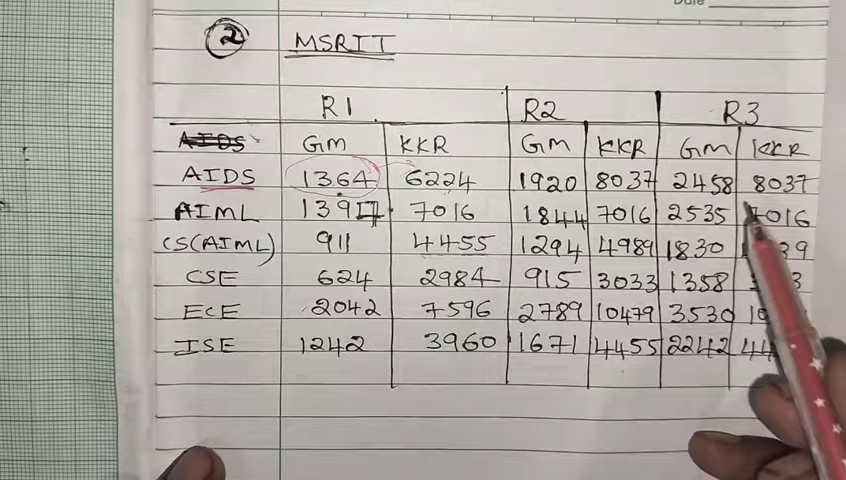 Date
2 MSRIT
R1 R2 R3
AIDS GM KKR GM KKR GM KKR
AIDS 1364 6224 1920 8037 2458 8037
AIML 1397 7016 1844 7016 2535 7016
CS(AIML) 911 4455 1294 4989 1830
CSE 624 2984 915 3033 1358
ECE 2042 7596 2789 10479 3530
ISE 1242 3960 1671 4455 2242